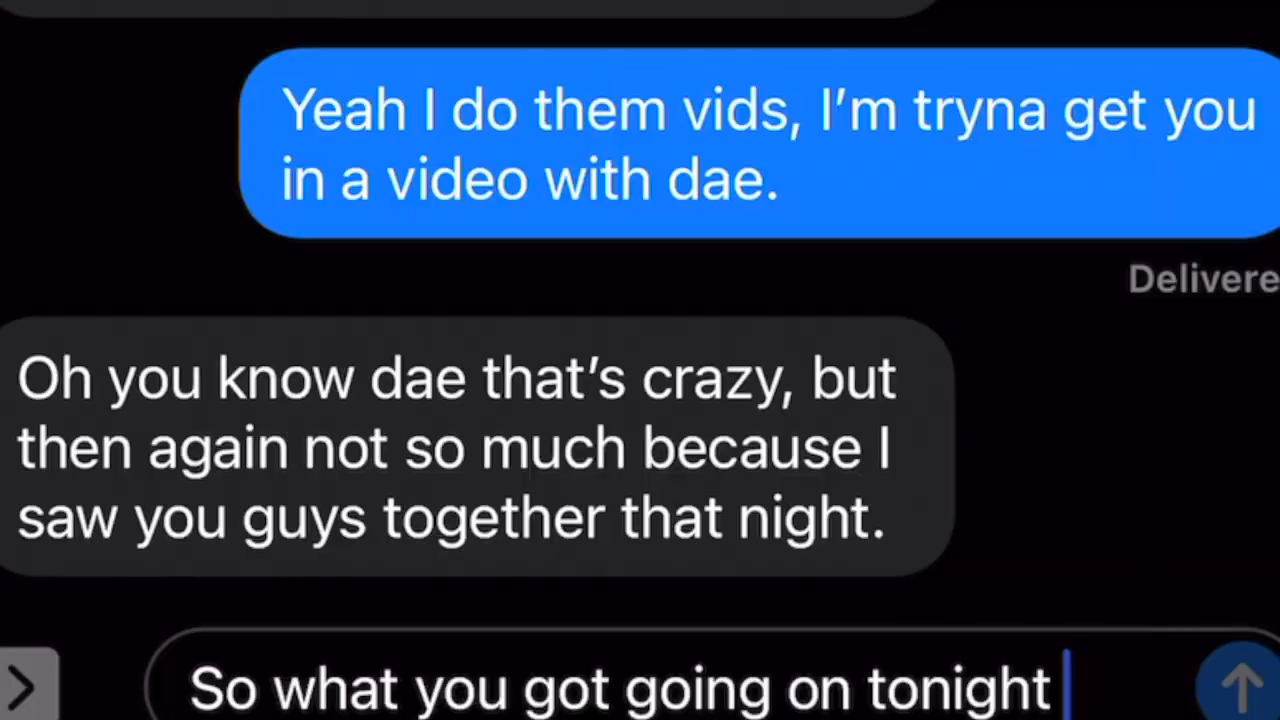 Yeah I do them vids, I'm tryna get you
in a video with dae.
Delivere
Oh you know dae that's crazy, but
then again not so much because I
saw you guys together that night.
So what you got going on tonight